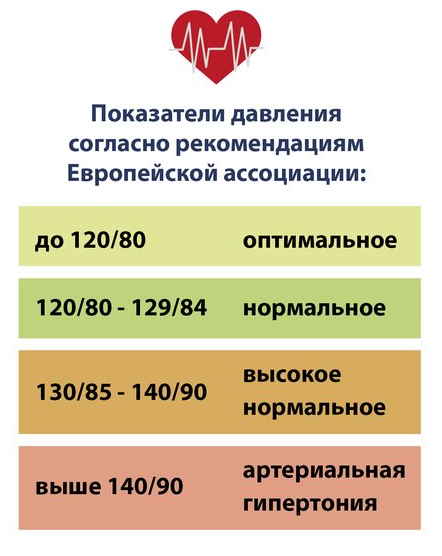 Показатели давления
согласно рекомендациям
Европейской ассоциации:
до 120/80 оптимальное
120/80 - 129/84 нормальное
130/85 - 140/90 высокое
нормальное
выше 140/90 артериальная
гипертония